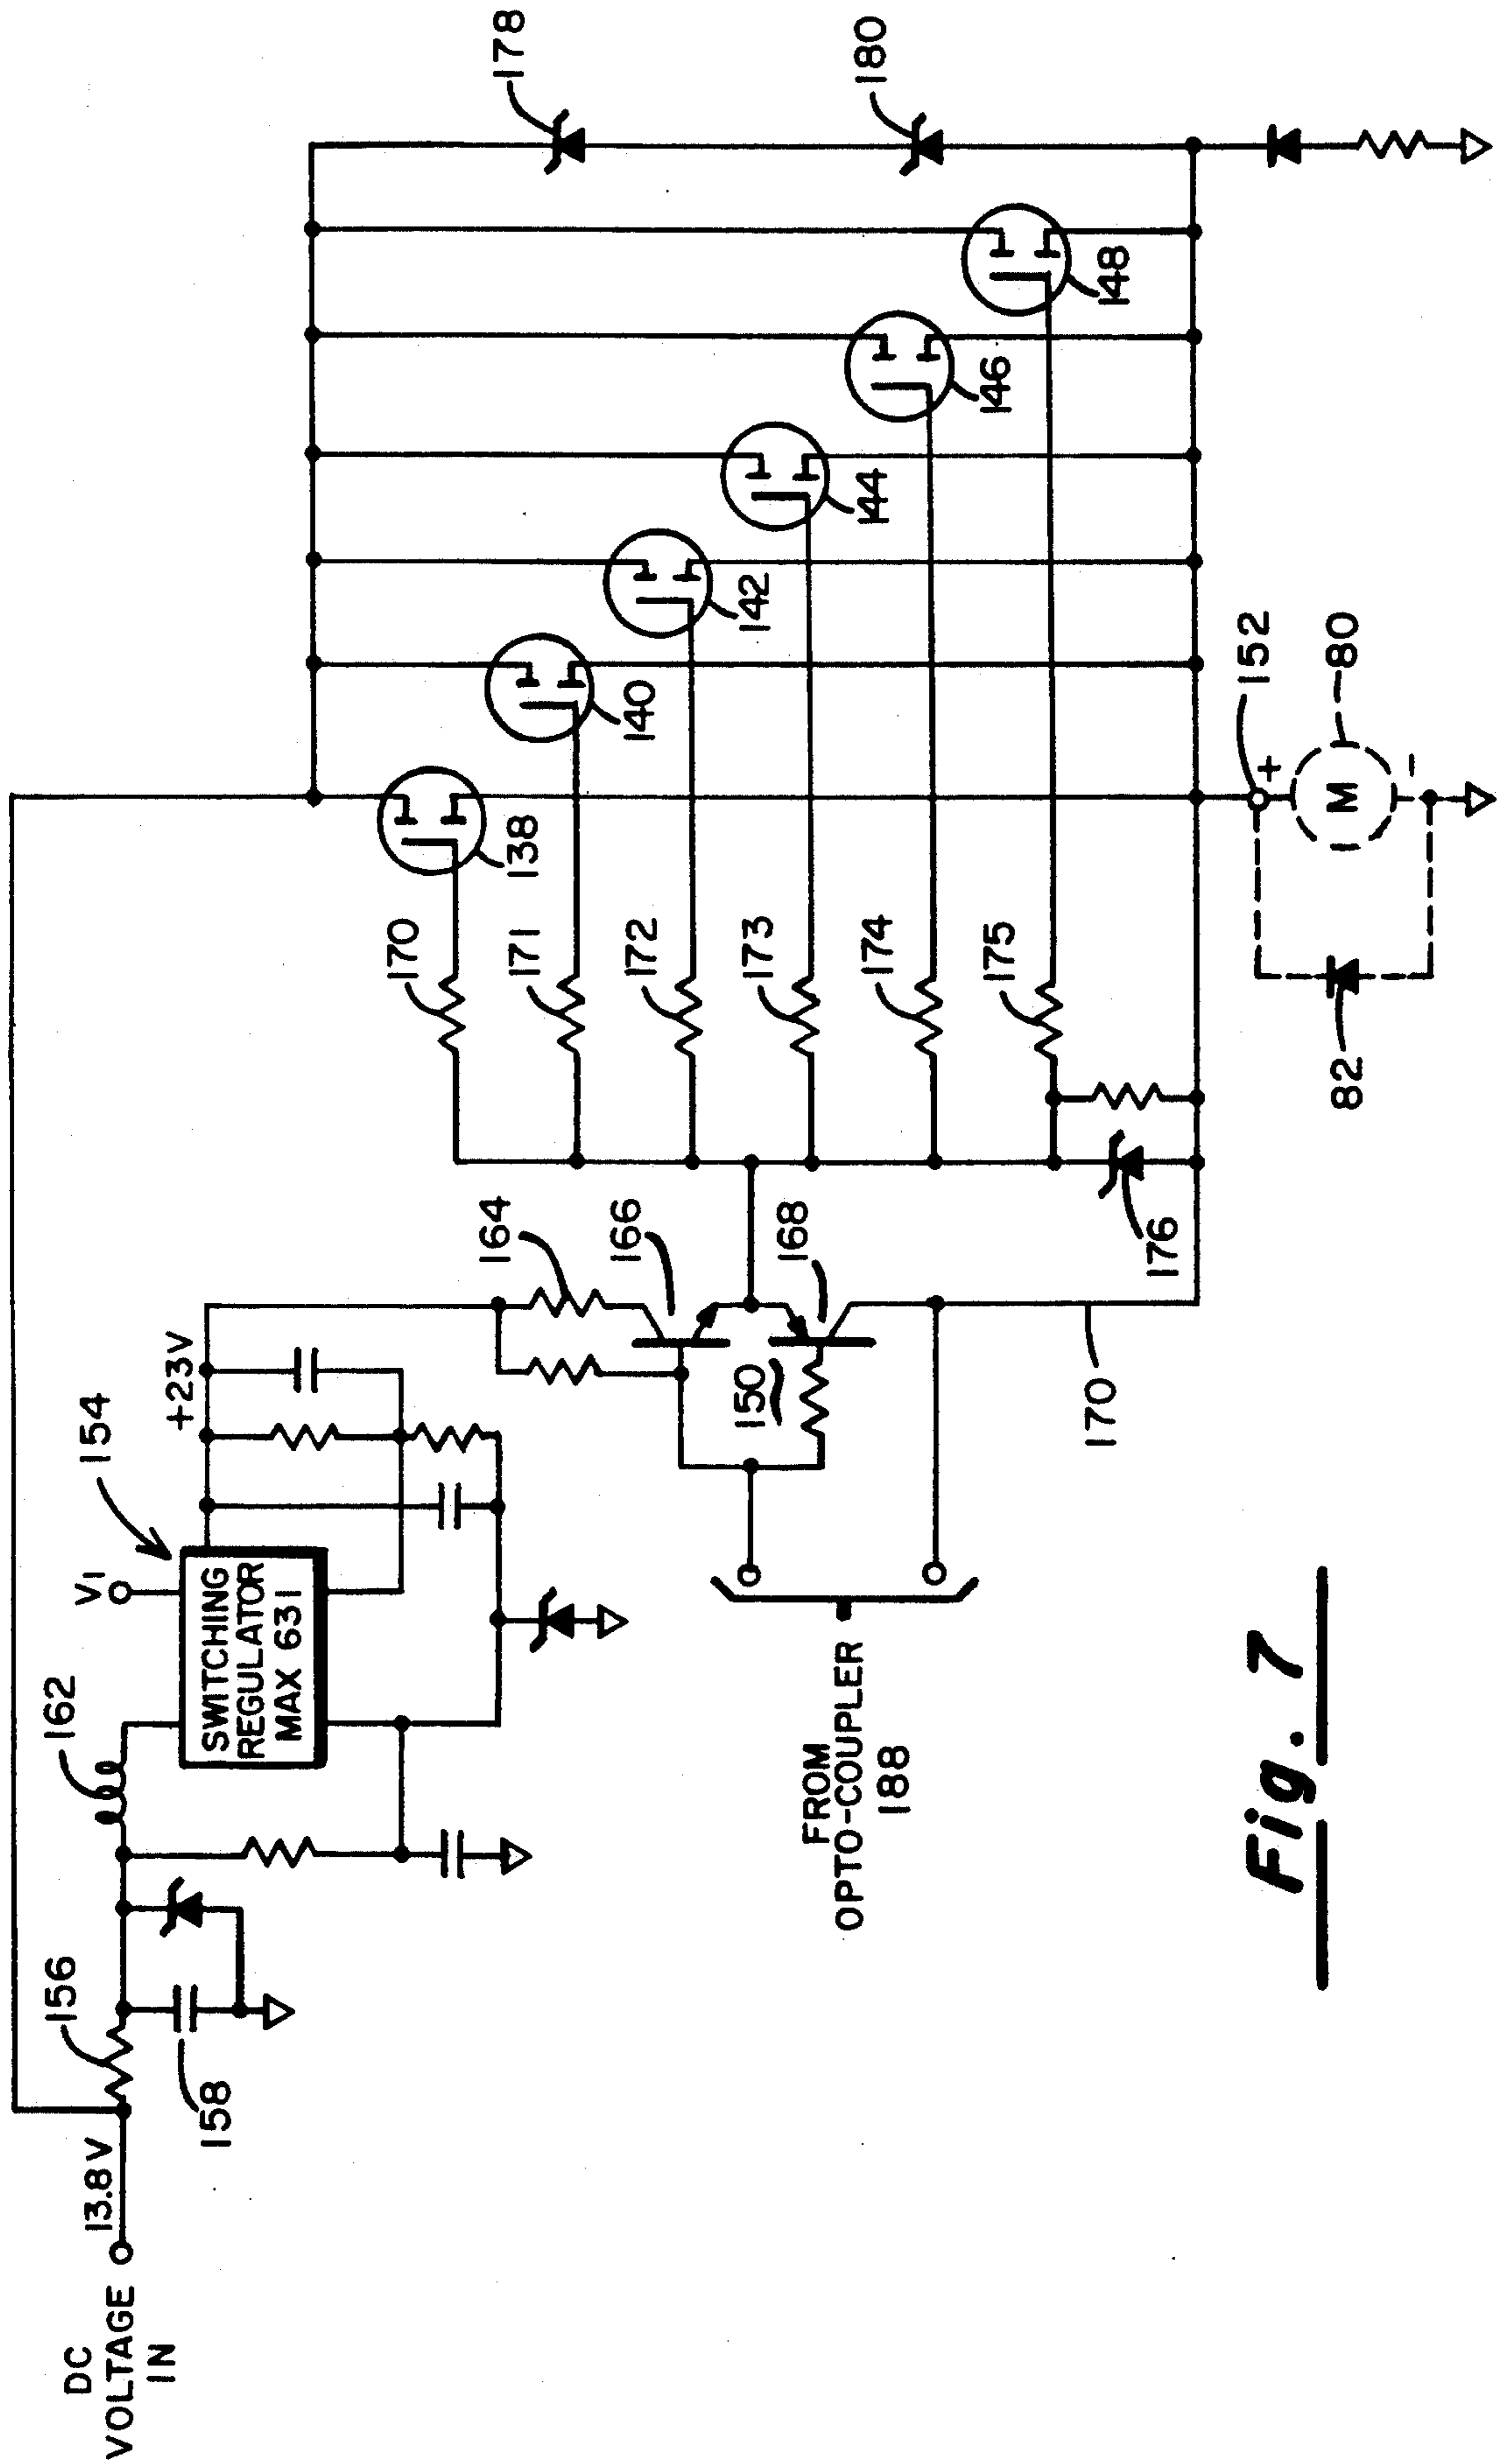 DC
VOLTAGE
IN
13.8V
156
158
162
V1
154
SWITCHING
REGULATOR
MAX 631
+23V
164
166
150
168
FROM
OPTO-COUPLER
188
170
176
170
171
172
173
174
175
138
140
142
144
146
148
178
180
152
+
M
-
80
82
Fig. 7